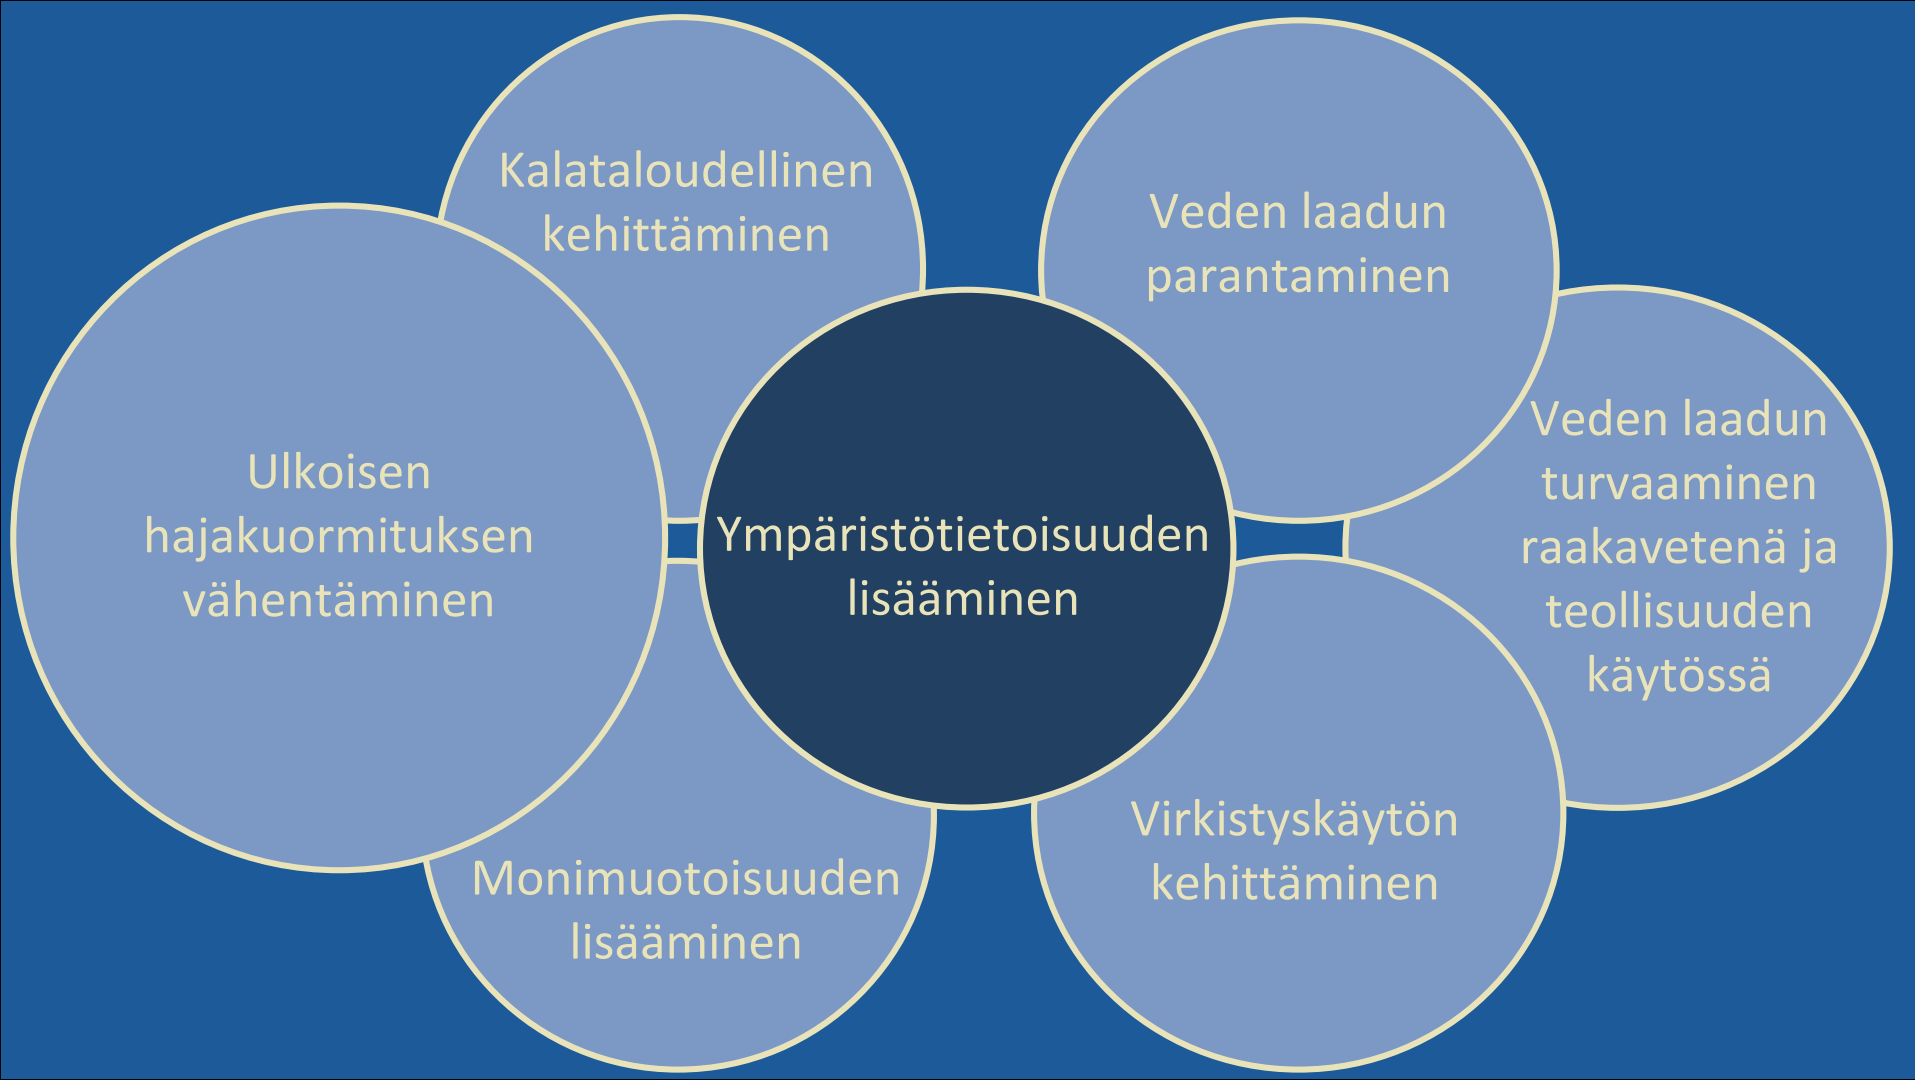 Kalataloudellinen
kehittäminen
Veden laadun
parantaminen
Ulkoisen
hajakuormituksen
vähentäminen
Ympäristötietoisuuden
lisääminen
Veden laadun
turvaaminen
raakavetenä ja
teollisuuden
käytössä
Monimuotoisuuden
lisääminen
Virkistyskäytön
kehittäminen